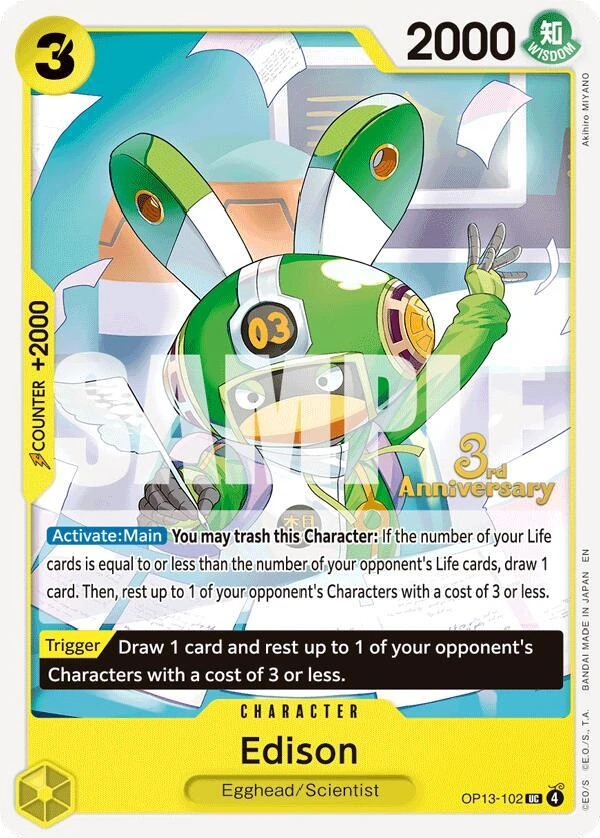 3
2000
知
WISDOM
Akihiro MIYANO
03
COUNTER +2000
SAMPLE
3rd
Anniversary
本日
Activate:Main You may trash this Character: If the number of your Life
cards is equal to or less than the number of your opponent's Life cards, draw 1
card. Then, rest up to 1 of your opponent's Characters with a cost of 3 or less.
Trigger Draw 1 card and rest up to 1 of your opponent's
Characters with a cost of 3 or less.
CHARACTER
Edison
Egghead/Scientist
OP13-102 UC 4
©EO/S ©E.O./S., T.A. BANDAI MADE IN JAPAN EN